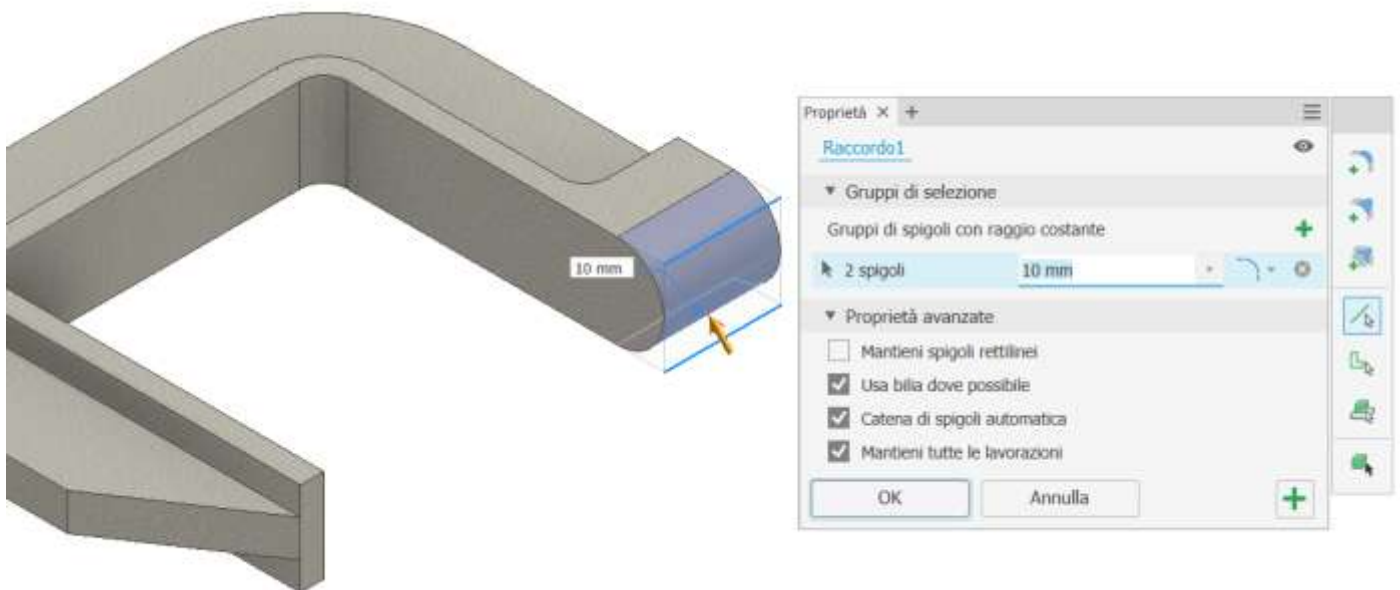 10 mm
Proprietà × +
Raccordo1
Gruppi di selezione
Gruppi di spigoli con raggio costante
2 spigoli 10 mm
Proprietà avanzate
Mantieni spigoli rettilinei
Usa bilia dove possibile
Catena di spigoli automatica
Mantieni tutte le lavorazioni
OK Annulla